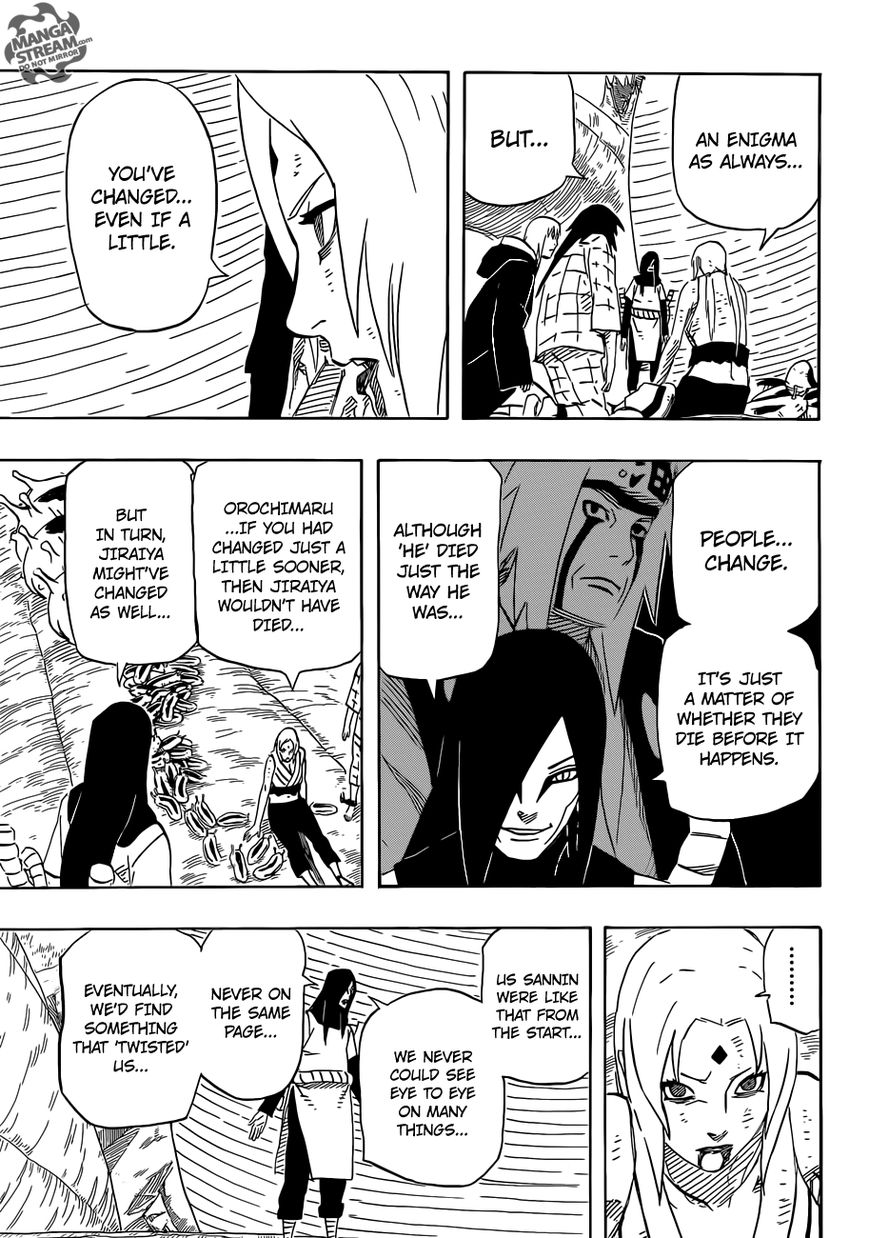 MANGA
STREAM.com
DO NOT MIRROR
AN ENIGMA
AS ALWAYS...
BUT...
YOU'VE
CHANGED...
EVEN IF A
LITTLE.
PEOPLE...
CHANGE.
IT'S JUST
A MATTER OF
WHETHER THEY
DIE BEFORE IT
HAPPENS.
ALTHOUGH
'HE' DIED
JUST THE
WAY HE
WAS...
OROCHIMARU
...IF YOU HAD
CHANGED JUST A
LITTLE SOONER,
THEN JIRAIYA
WOULDN'T HAVE
DIED...
BUT
IN TURN,
JIRAIYA
MIGHT'VE
CHANGED
AS WELL...
.........
US SANNIN
WERE LIKE
THAT FROM
THE START...
WE NEVER
COULD SEE
EYE TO EYE
ON MANY
THINGS...
NEVER ON
THE SAME
PAGE...
EVENTUALLY,
WE'D FIND
SOMETHING
THAT 'TWISTED'
US...